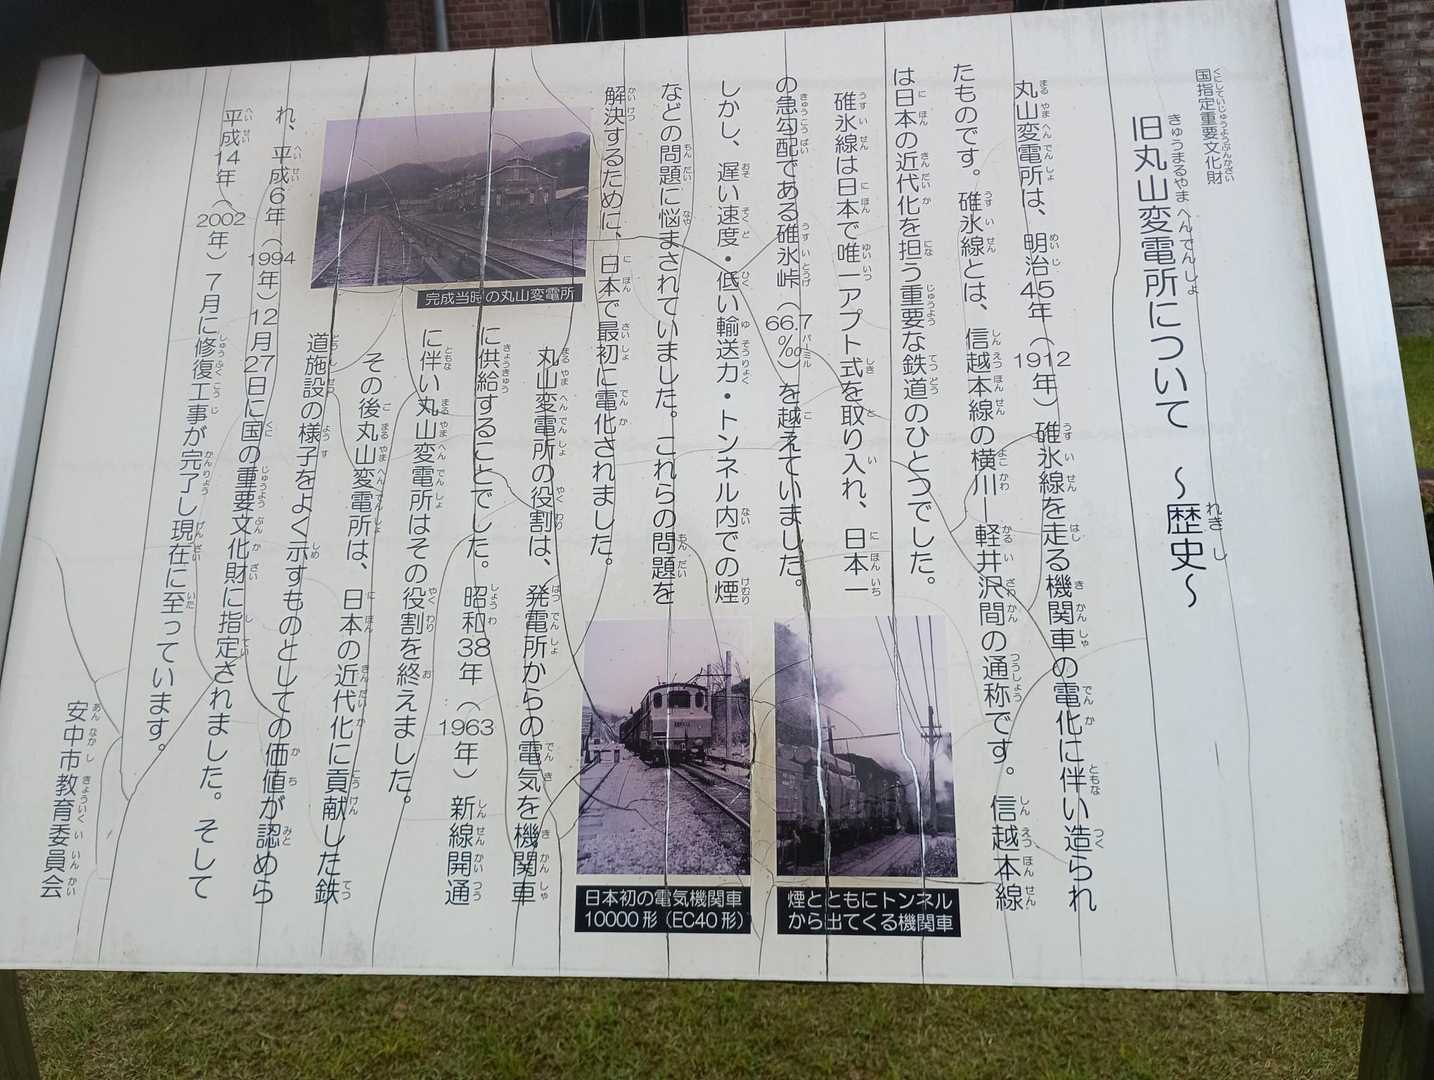 国指定重要文化財
旧丸山変電所について　～歴史～
丸山変電所は、明治45年（1912年）碓氷線を走る機関車の電化に伴い造られ
たものです。碓氷線とは、信越本線の横川―軽井沢間の通称です。信越本線
は日本の近代化を担う重要な鉄道のひとつでした。
碓氷線は日本で唯一アプト式を取り入れ、日本一
の急勾配である碓氷峠（66.7‰）を越えていました。
しかし、遅い速度・低い輸送力・トンネル内での煙
などの問題に悩まされていました。これらの問題を
解決するために、日本で最初に電化されました。
丸山変電所の役割は、発電所からの電気を機関車
に供給することでした。昭和38年（1963年）新線開通
に伴い丸山変電所はその役割を終えました。
その後丸山変電所は、日本の近代化に貢献した鉄
道施設の様子をよく示すものとしての価値が認めら
れ、平成6年（1994年）12月27日に国の重要文化財に指定されました。そして
平成14年（2002年）7月に修復工事が完了し現在に至っています。
安中市教育委員会
完成当時の丸山変電所
煙とともにトンネル
から出てくる機関車
日本初の電気機関車
10000形（EC40形）